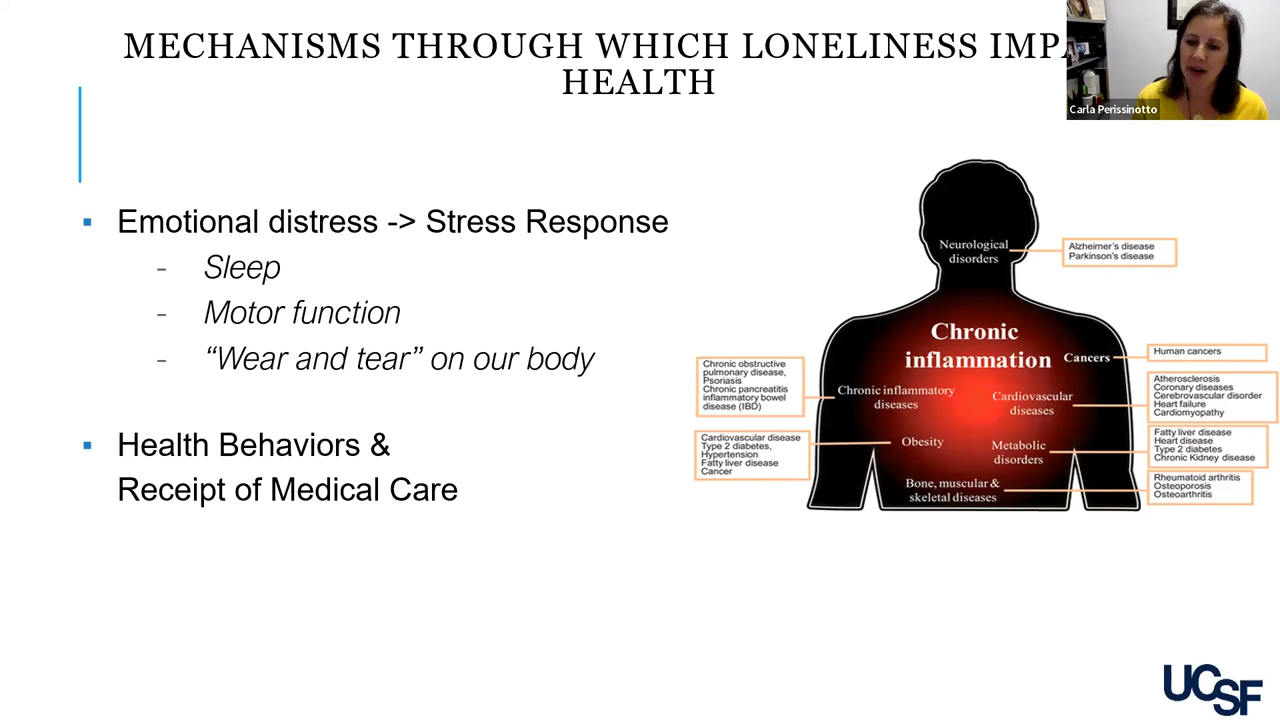 MECHANISMS THROUGH WHICH LONELINESS IMPA
HEALTH
Carla Perissinotto
▪ Emotional distress -> Stress Response
- Sleep
- Motor function
- “Wear and tear” on our body
▪ Health Behaviors &
Receipt of Medical Care
Neurological
disorders
Alzheimer’s disease
Parkinson’s disease
Chronic
inflammation
Cancers
Human cancers
Chronic obstructive
pulmonary disease,
Psoriasis
Chronic pancreatitis
inflammatory bowel
disease (IBD)
Chronic inflammatory
diseases
Cardiovascular
diseases
Atherosclerosis
Coronary diseases
Cerebrovascular disorder
Heart failure
Cardiomyopathy
Cardiovascular disease
Type 2 diabetes,
Hypertension
Fatty liver disease
Cancer
Obesity
Metabolic
disorders
Fatty liver disease
Heart disease
Type 2 diabetes
Chronic Kidney disease
Bone, muscular &
skeletal diseases
Rheumatoid arthritis
Osteoporosis
Osteoarthritis
UCSF